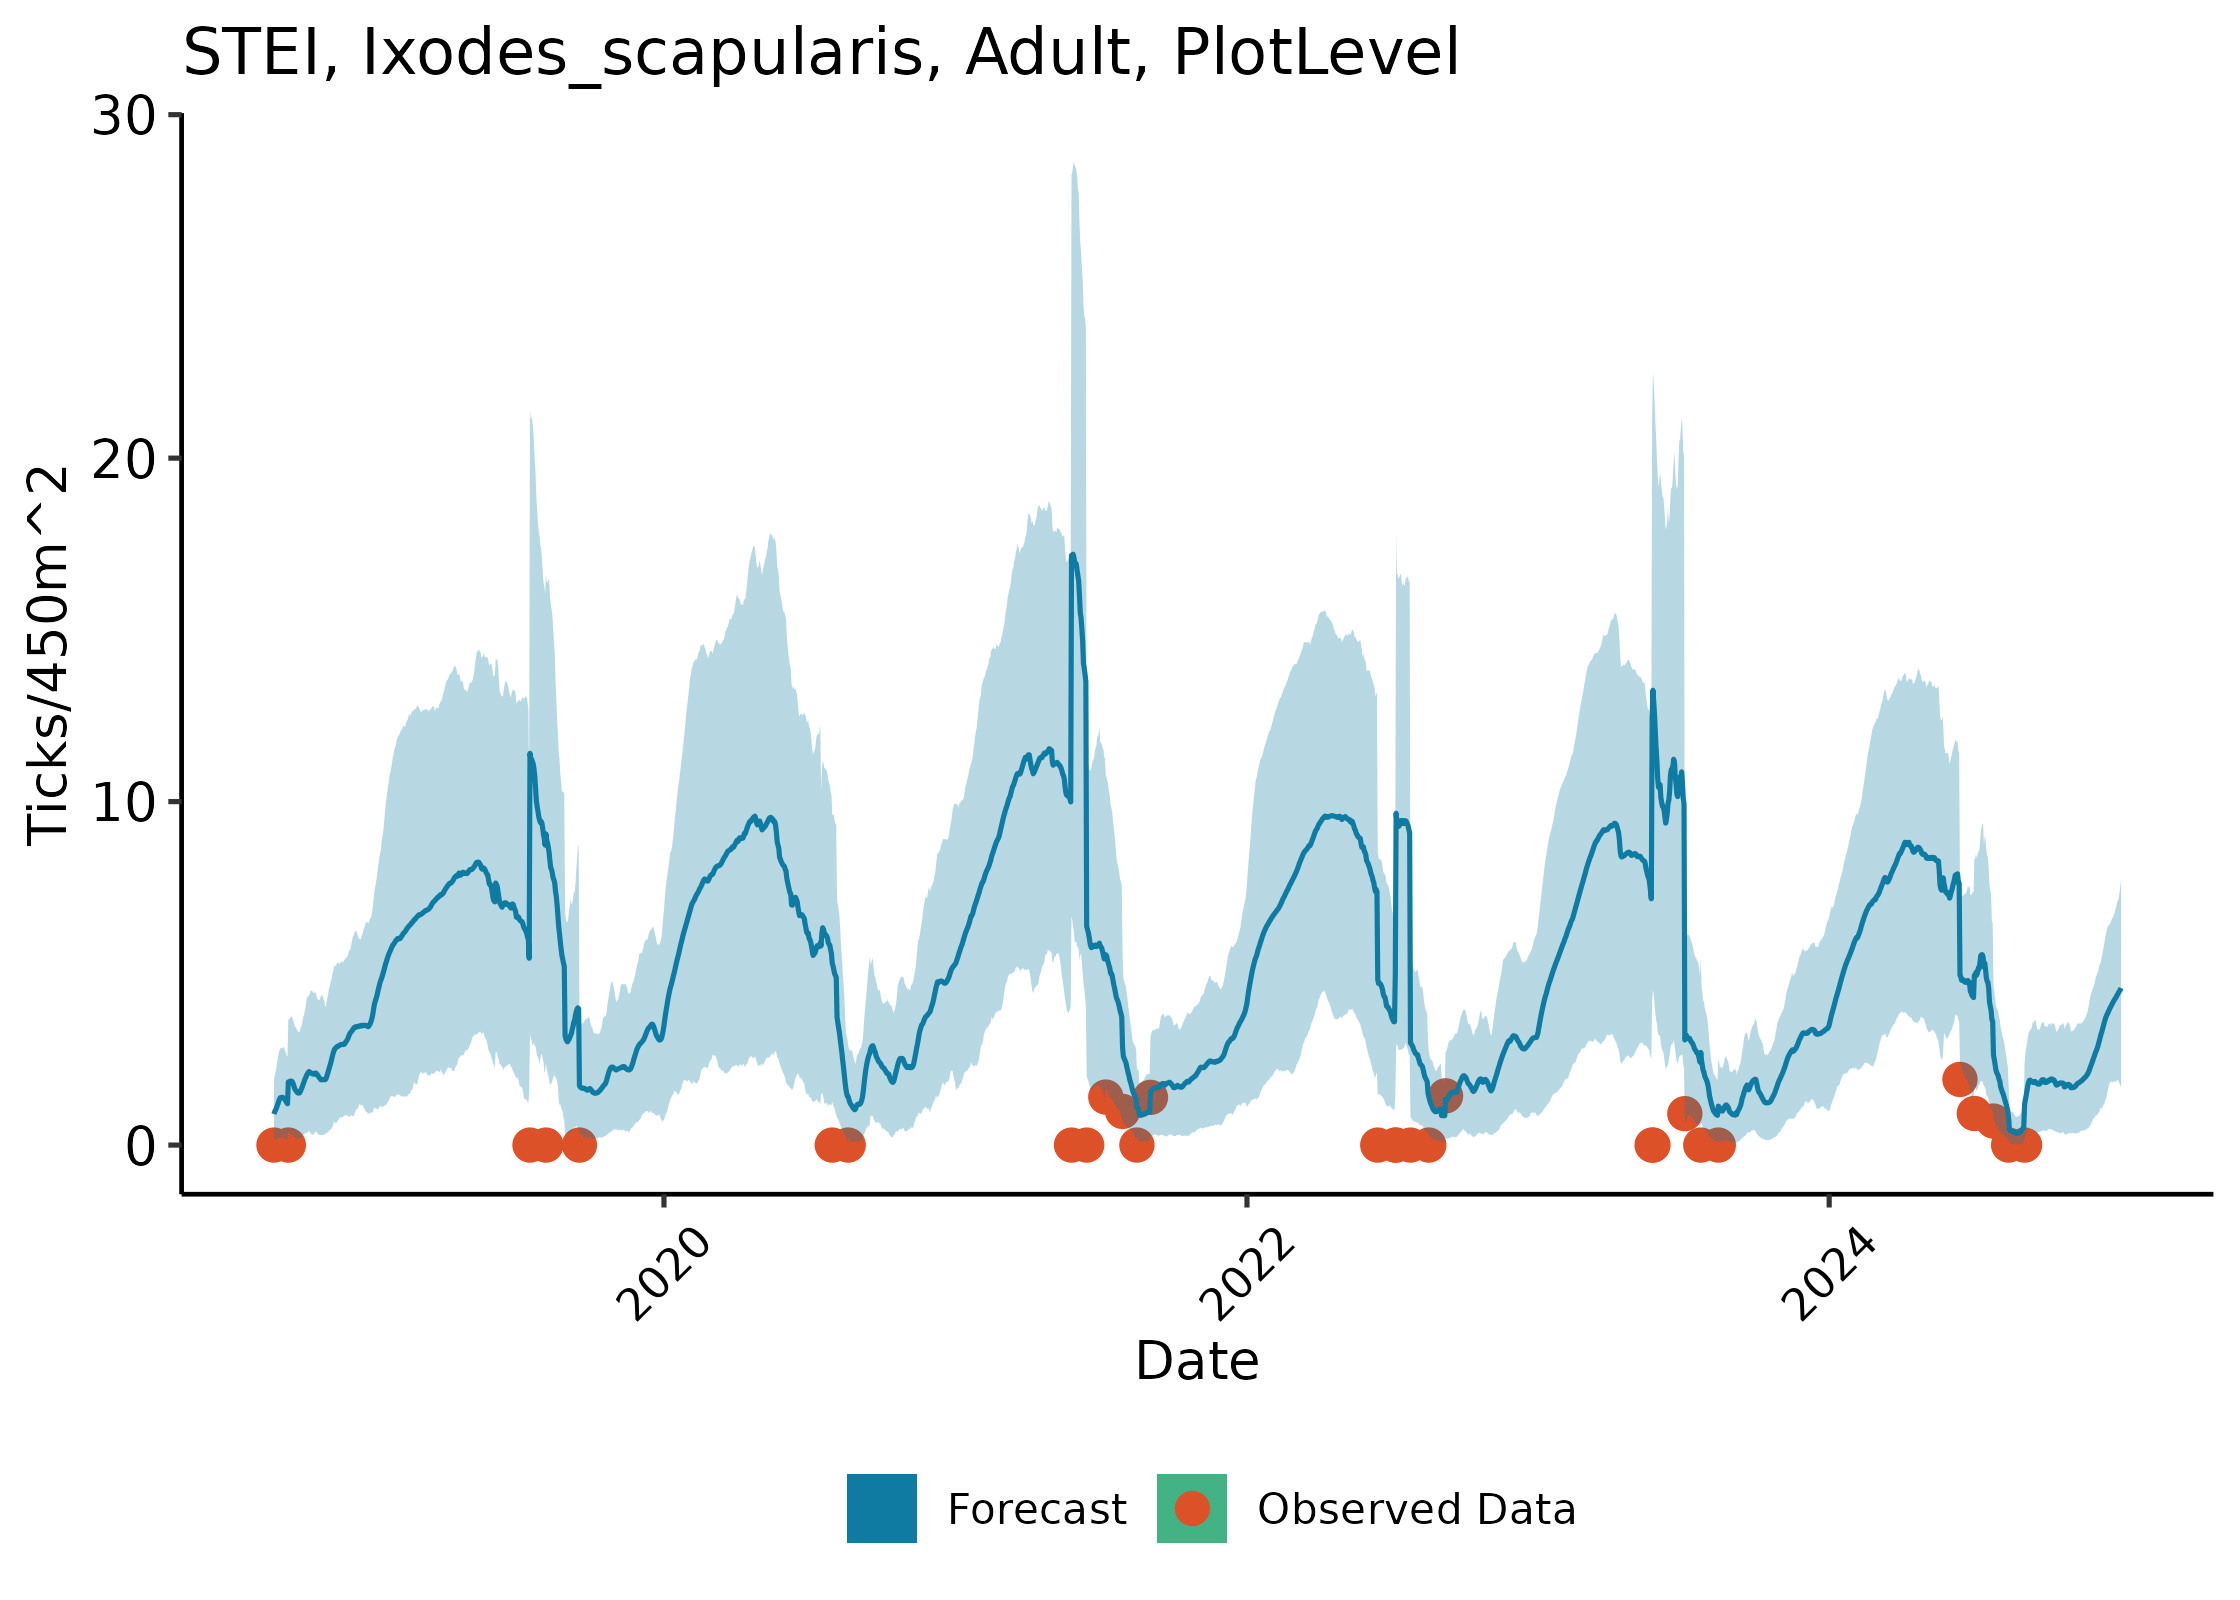 STEI, Ixodes_scapularis, Adult, PlotLevel
30
20
10
0
Ticks/450m^2
2020
2022
2024
Date
Forecast
Observed Data